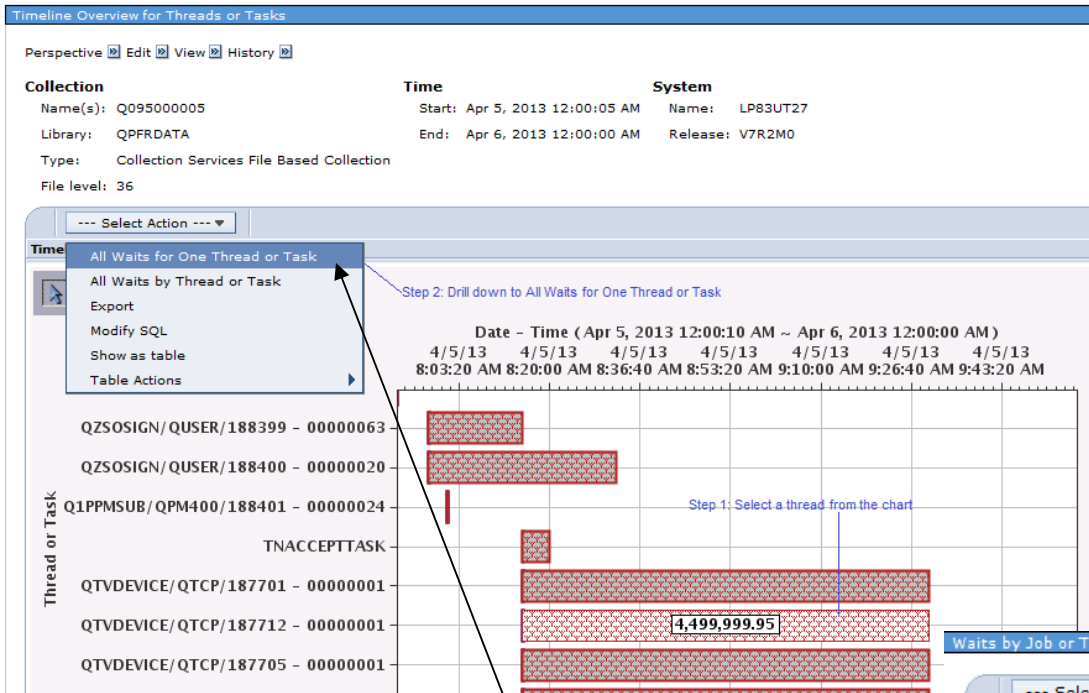 Timeline Overview for Threads or Tasks
Perspective Edit View History
Collection Time System
Name(s): Q095000005 Start: Apr 5, 2013 12:00:05 AM Name: LP83UT27
Library: QPFRDATA End: Apr 6, 2013 12:00:00 AM Release: V7R2M0
Type: Collection Services File Based Collection
File level: 36
--- Select Action ---
Time
All Waits for One Thread or Task
All Waits by Thread or Task
Export
Modify SQL
Show as table
Table Actions
Step 2: Drill down to All Waits for One Thread or Task
Date - Time ( Apr 5, 2013 12:00:10 AM ~ Apr 6, 2013 12:00:00 AM )
4/5/13 4/5/13 4/5/13 4/5/13 4/5/13 4/5/13 4/5/13
8:03:20 AM 8:20:00 AM 8:36:40 AM 8:53:20 AM 9:10:00 AM 9:26:40 AM 9:43:20 AM
Thread or Task
QZSOSIGN/QUSER/188399 - 00000063
QZSOSIGN/QUSER/188400 - 00000020
Q1PPMSUB/QPM400/188401 - 00000024
Step 1: Select a thread from the chart
TNACCEPTTASK
QTVDEVICE/QTCP/187701 - 00000001
QTVDEVICE/QTCP/187712 - 00000001
4,499,999.95
QTVDEVICE/QTCP/187705 - 00000001
Waits by Job or T
--- Sele